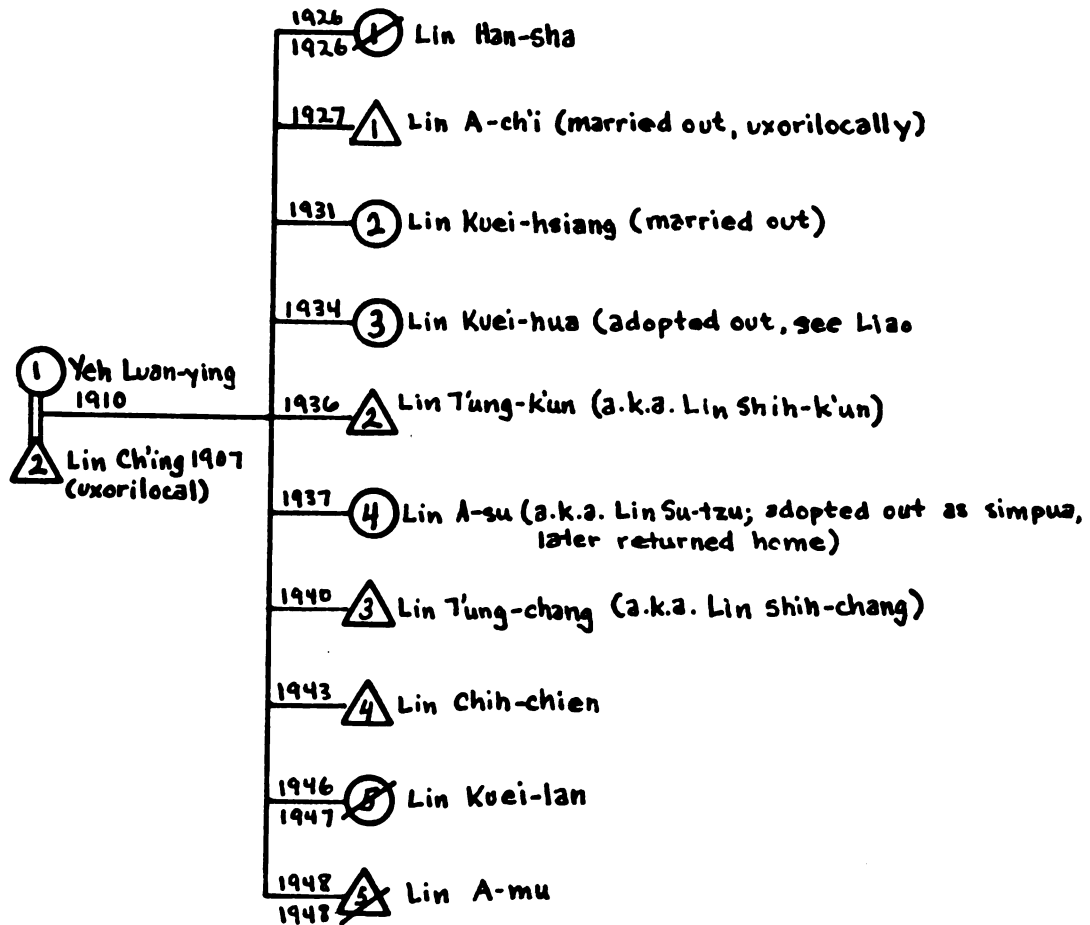 1926
1926 1 Lin Han-sha
1927 1 Lin A-ch'i (married out, uxorilocally)
1931 2 Lin Kuei-hsiang (married out)
1934 3 Lin Kuei-hua (adopted out, see Liao
1 Yeh Luan-ying
1910
2 Lin Ch'ing 1907
(uxorilocal)
1936 2 Lin T'ung-k'un (a.k.a. Lin Shih-k'un)
1937 4 Lin A-su (a.k.a. Lin Su-tzu; adopted out as simpua,
later returned home)
1940 3 Lin T'ung-chang (a.k.a. Lin Shih-chang)
1943 4 Lin Chih-chien
1946
1947 5 Lin Kuei-lan
1948
1948 5 Lin A-mu